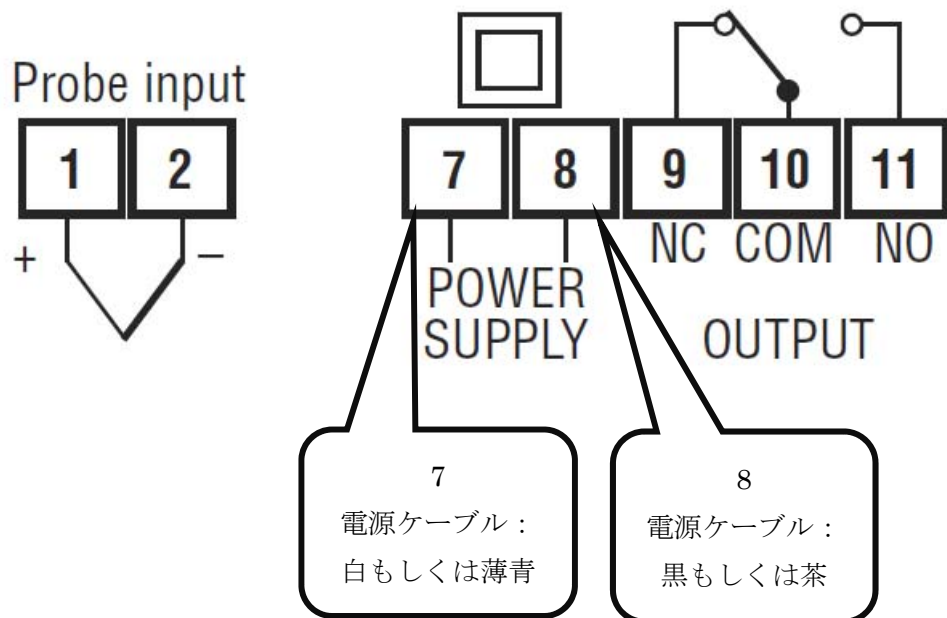 Probe input
1 2
+ −
7 8 9 10 11
NC COM NO
POWER
SUPPLY
OUTPUT
7
電源ケーブル：
白もしくは薄青
8
電源ケーブル：
黒もしくは茶